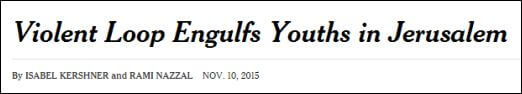 Violent Loop Engulfs Youths in Jerusalem
By ISABEL KERSHNER and RAMI NAZZAL NOV. 10, 2015